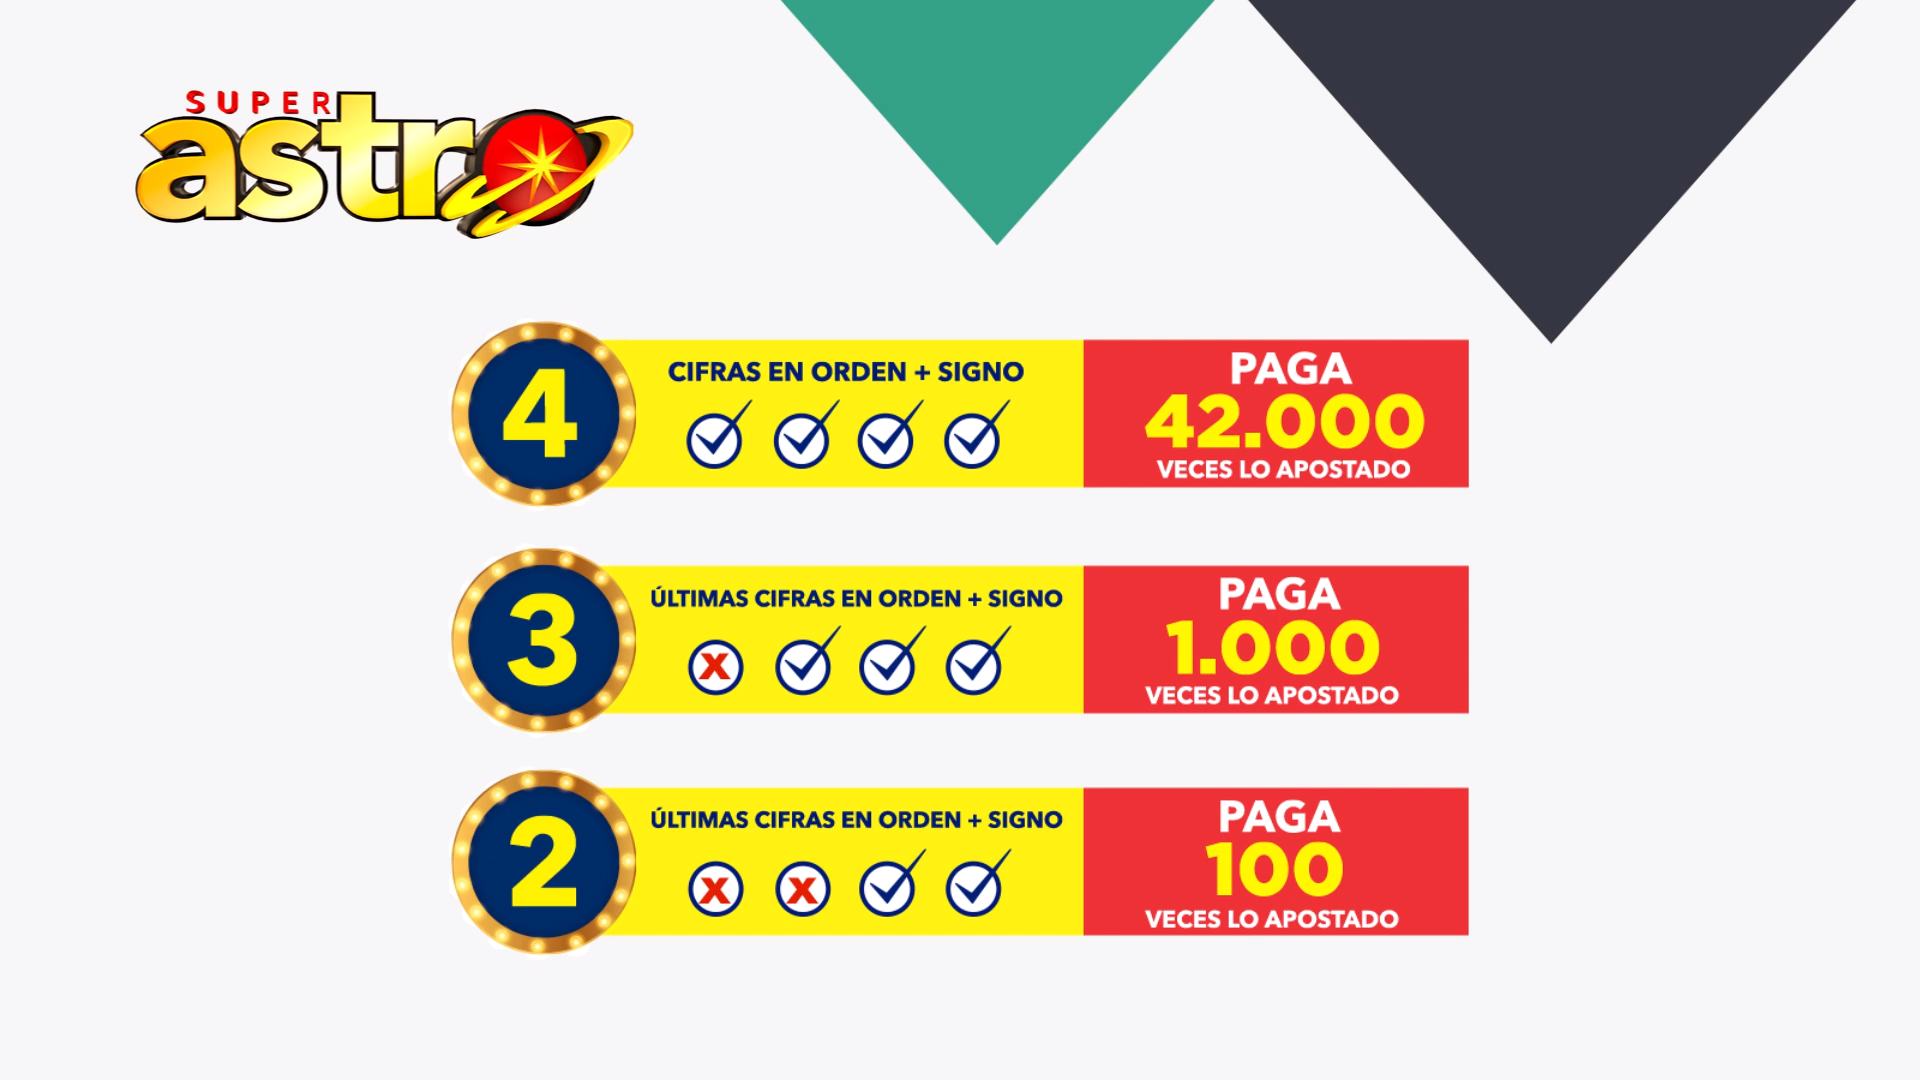 SUPER
astro
4
CIFRAS EN ORDEN + SIGNO
PAGA
42.000
VECES LO APOSTADO
3
ÚLTIMAS CIFRAS EN ORDEN + SIGNO
X
PAGA
1.000
VECES LO APOSTADO
2
ÚLTIMAS CIFRAS EN ORDEN + SIGNO
X X
PAGA
100
VECES LO APOSTADO